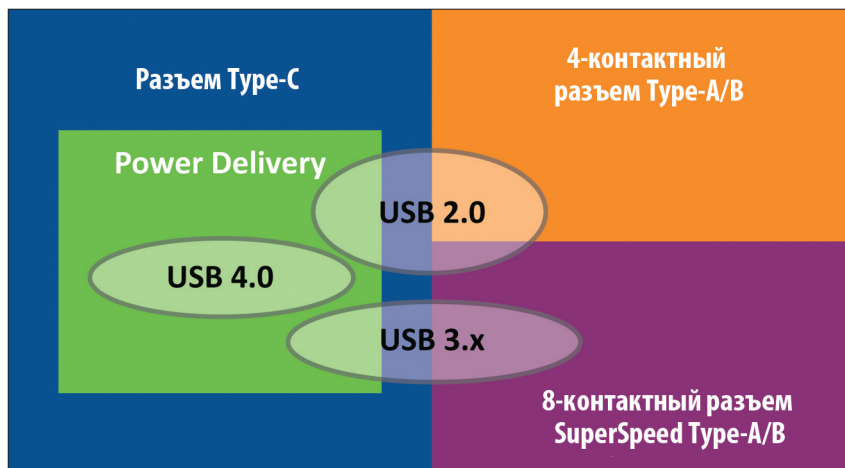 Разъем Type-C
4-контактный
разъем Type-A/B
Power Delivery
USB 2.0
USB 4.0
USB 3.x
8-контактный разъем
SuperSpeed Type-A/B